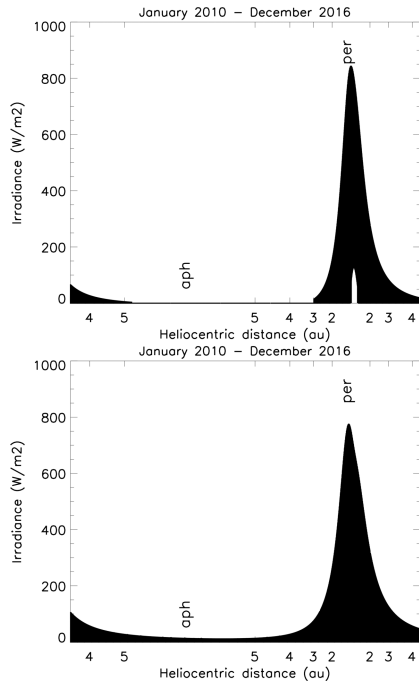 January 2010 – December 2016
1000
800
600
400
200
0
Irradiance (W/m2)
per
aph
4 5 5 4 3 2 2 3 4
Heliocentric distance (au)
January 2010 – December 2016
1000
800
600
400
200
0
Irradiance (W/m2)
per
aph
4 5 5 4 3 2 2 3 4
Heliocentric distance (au)